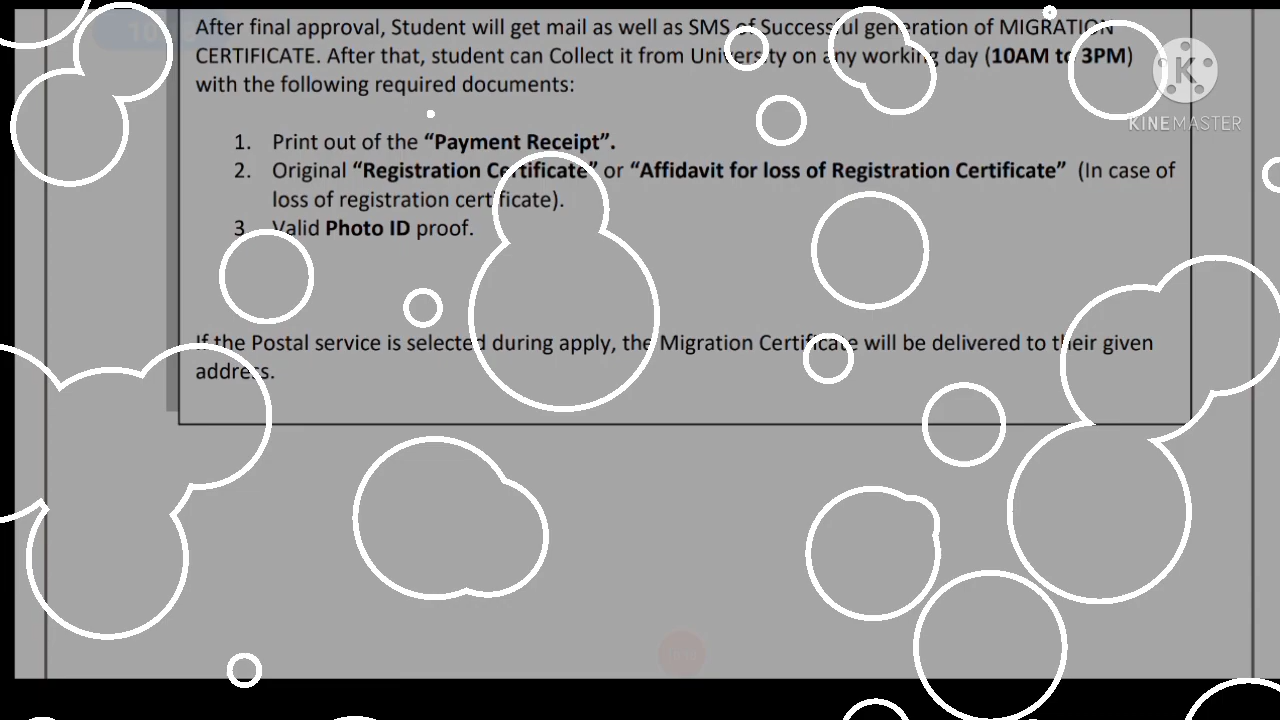 After final approval, Student will get mail as well as SMS of Successful generation of MIGRATION
CERTIFICATE. After that, student can Collect it from University on any working day (10AM to 3PM)
with the following required documents:
1. Print out of the “Payment Receipt”.
2. Original “Registration Certificate” or “Affidavit for loss of Registration Certificate” (In case of
loss of registration certificate).
3. Valid Photo ID proof.
If the Postal service is selected during apply, the Migration Certificate will be delivered to their given
address.
K
KINEMASTER